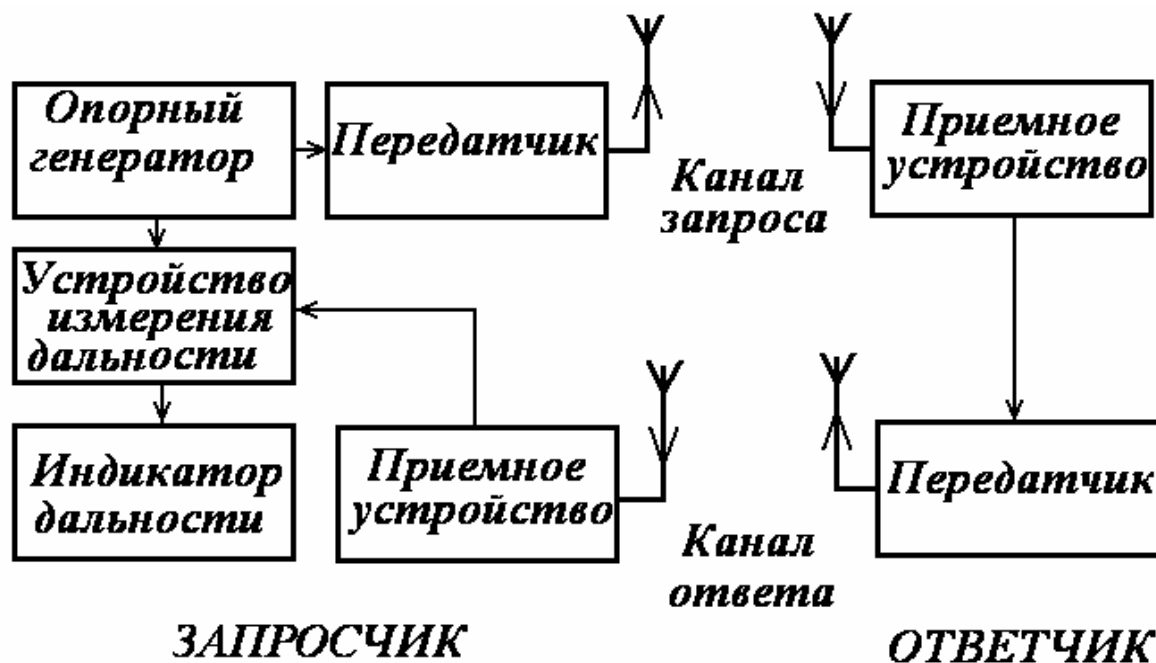 Опорный
генератор
Передатчик
Канал
запроса
Приемное
устройство
Устройство
измерения
дальности
Индикатор
дальности
Приемное
устройство
Канал
ответа
Передатчик
ЗАПРОСЧИК
ОТВЕТЧИК